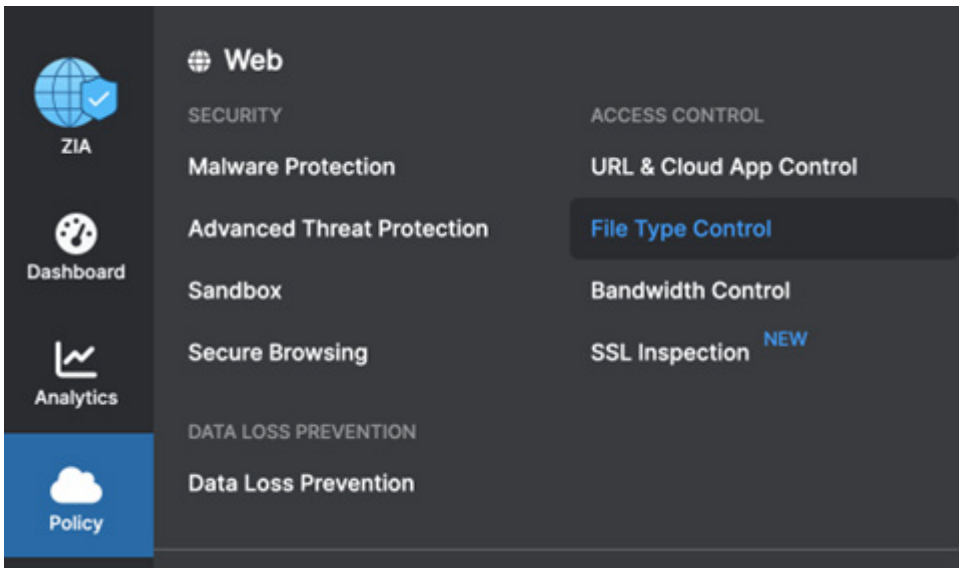 ZIA
Dashboard
Analytics
Policy
Web
SECURITY
Malware Protection
Advanced Threat Protection
Sandbox
Secure Browsing
DATA LOSS PREVENTION
Data Loss Prevention
ACCESS CONTROL
URL & Cloud App Control
File Type Control
Bandwidth Control
SSL Inspection NEW